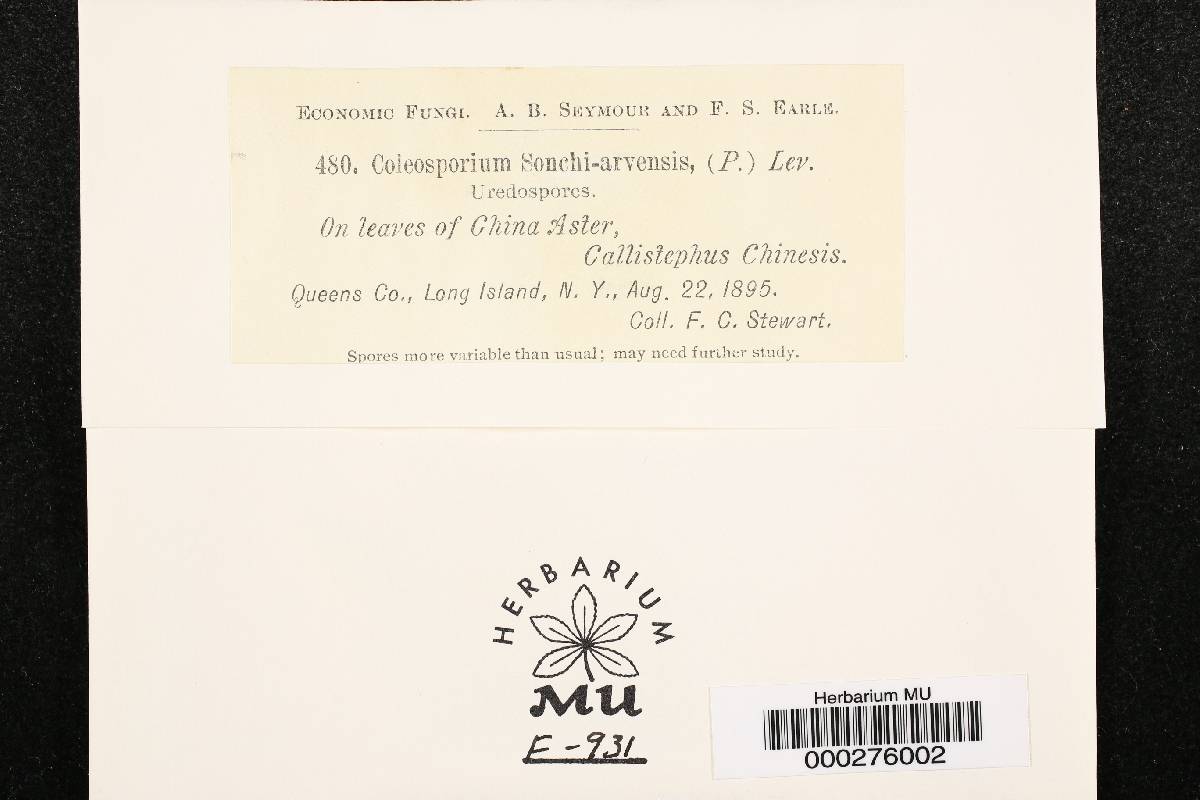 Economic Fungi. A. B. Seymour and F. S. Earle.
480. Coleosporium Sonchi-arvensis, (P.) Lev.
Uredospores.
On leaves of China Aster,
Callistephus Chinesis.
Queens Co., Long Island, N. Y., Aug. 22, 1895.
Coll. F. C. Stewart.
Spores more variable than usual; may need further study.
HERBARIUM
MU
F-931
Herbarium MU
000276002